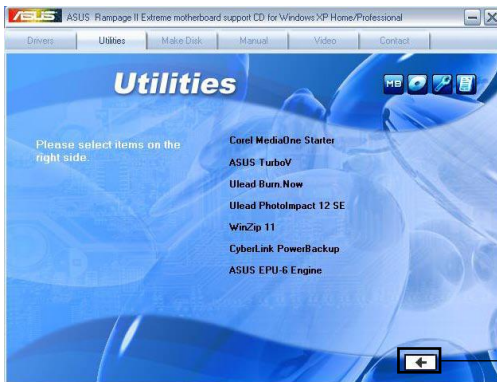 ASUS ASUS Rampage II Extreme motherboard support CD for Windows XP Home/Professional
Drivers Utilities Make Disk Manual Video Contact
Utilities
MB
Please select items on the
right side.
Corel MediaOne Starter
ASUS TurboV
Ulead Burn.Now
Ulead PhotoImpact 12 SE
WinZip 11
CyberLink PowerBackup
ASUS EPU-6 Engine